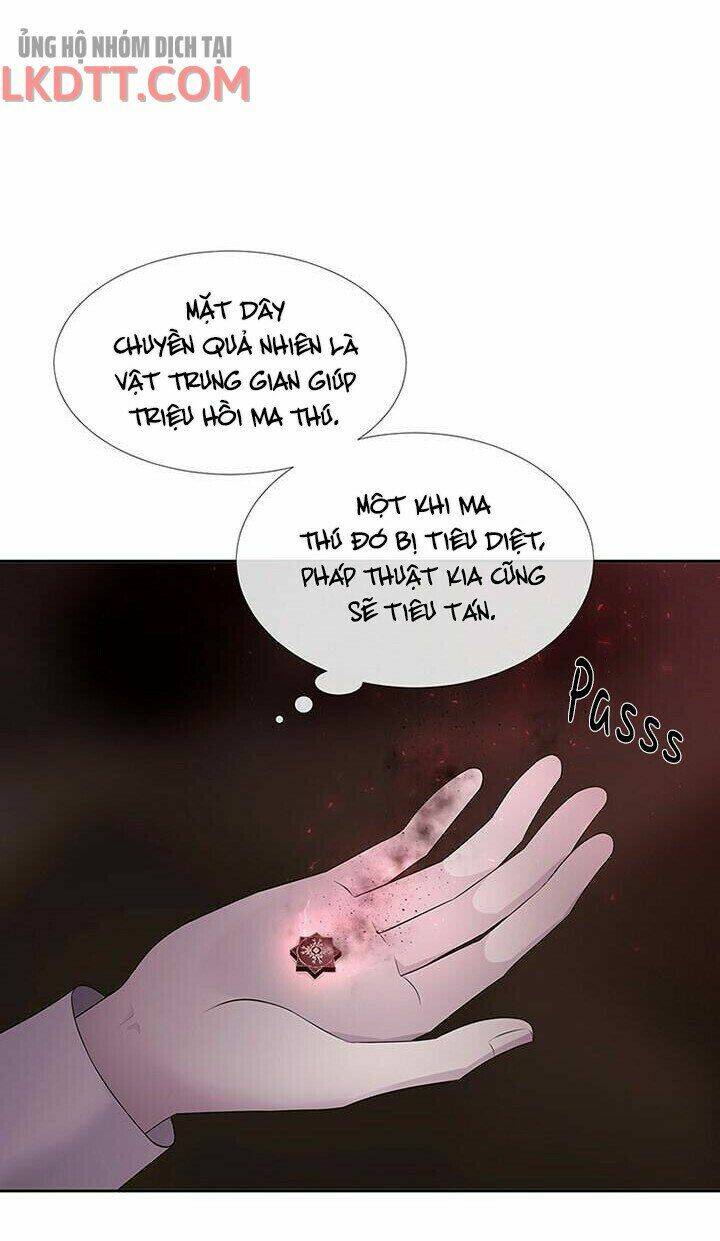 ỦNG HỘ NHÓM DỊCH TẠI
LKDTT.COM
MẶT DÂY
CHUYỀN QUẢ NHIÊN LÀ
VẬT TRUNG GIAN GIÚP
TRIỆU HỒI MA THÚ.
MỘT KHI MA
THÚ ĐÓ BỊ TIÊU DIỆT,
PHÁP THUẬT KIA CŨNG
SẼ TIÊU TÁN.
Passs